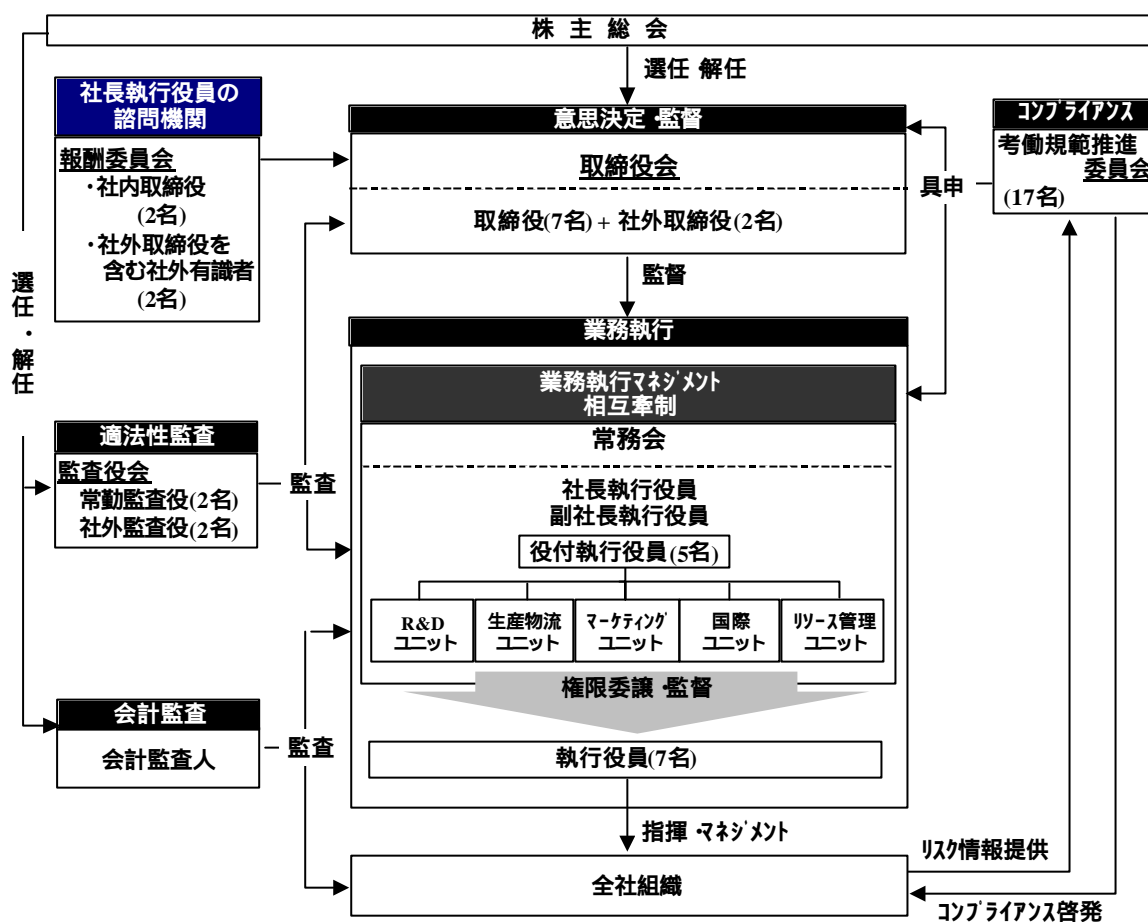 株 主 総 会
選任・解任
社長執行役員の
諮問機関
報酬委員会
・社内取締役
(2名)
・社外取締役を
含む社外有識者
(2名)
意思決定・監督
取締役会
取締役(7名) + 社外取締役(2名)
コンプライアンス
考働規範推進
委員会
(17名)
具申
監督
選任・解任
業務執行
業務執行マネジメント
相互牽制
常務会
社長執行役員
副社長執行役員
役付執行役員(5名)
R&D
ユニット
生産物流
ユニット
マーケティング
ユニット
国際
ユニット
リソース管理
ユニット
権限委譲・監督
執行役員(7名)
適法性監査
監査役会
常勤監査役(2名)
社外監査役(2名)
監査
会計監査
会計監査人
監査
指揮・マネジメント
全社組織
リスク情報提供
コンプライアンス啓発